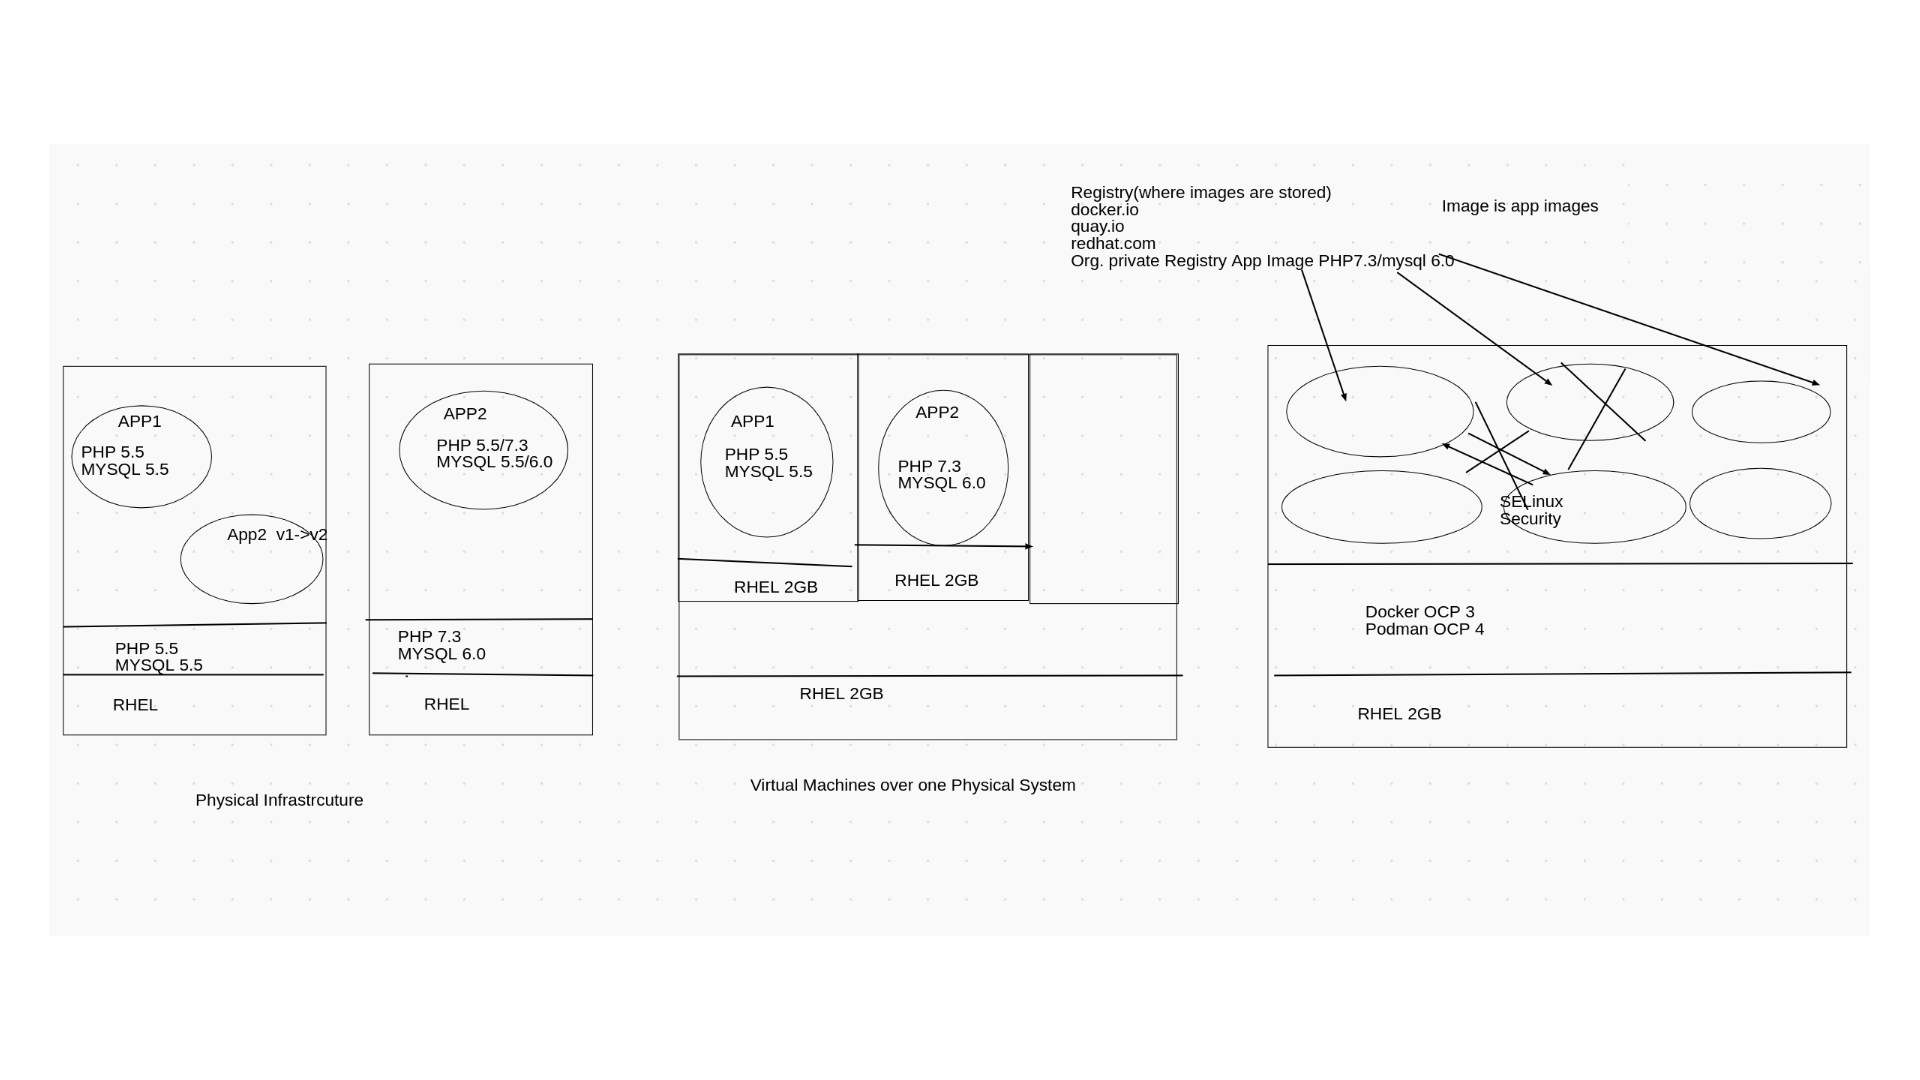 Registry(where images are stored)
docker.io
quay.io
redhat.com
Org. private Registry App Image PHP7.3/mysql 6.0
Image is app images
APP1
PHP 5.5
MYSQL 5.5
App2  v1->v2
PHP 5.5
MYSQL 5.5
RHEL
APP2
PHP 5.5/7.3
MYSQL 5.5/6.0
PHP 7.3
MYSQL 6.0
RHEL
Physical Infrastrcuture
APP1
PHP 5.5
MYSQL 5.5
RHEL 2GB
APP2
PHP 7.3
MYSQL 6.0
RHEL 2GB
RHEL 2GB
Virtual Machines over one Physical System
SELinux
Security
Docker OCP 3
Podman OCP 4
RHEL 2GB